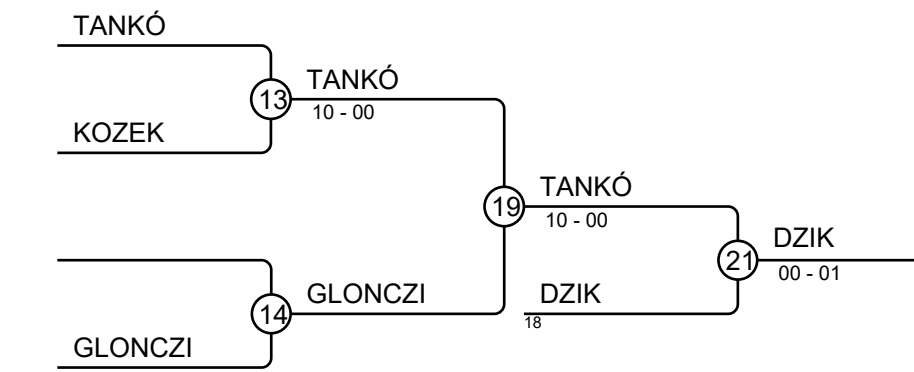 TANKÓ
13
TANKÓ
10 - 00
KOZEK
19
TANKÓ
10 - 00
21
DZIK
00 - 01
14
GLONCZI
DZIK
18
GLONCZI